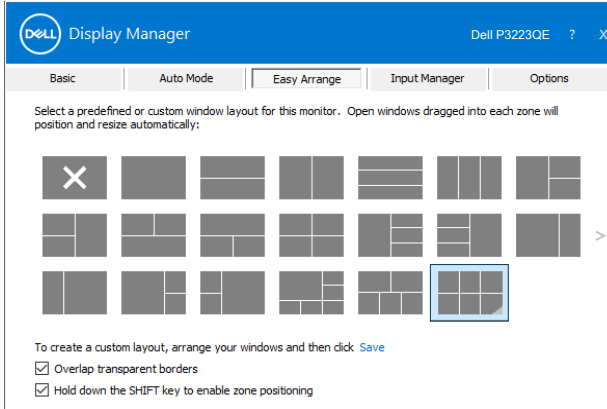 DELL Display Manager Dell P3223QE ? X
Basic Auto Mode Easy Arrange Input Manager Options
Select a predefined or custom window layout for this monitor. Open windows dragged into each zone will
position and resize automatically:
>
To create a custom layout, arrange your windows and then click Save
Overlap transparent borders
Hold down the SHIFT key to enable zone positioning